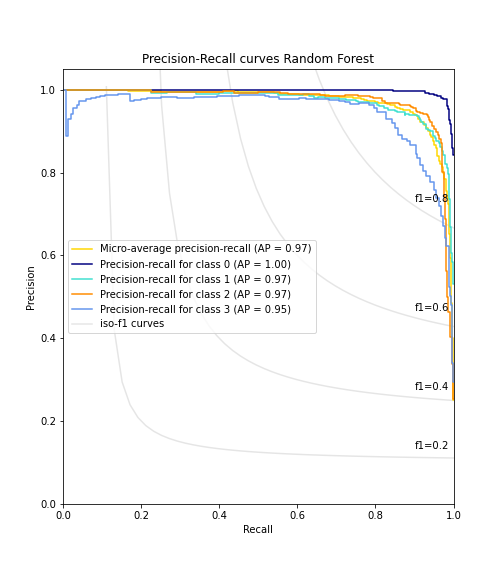 Precision-Recall curves Random Forest
1.0
0.8
0.6
0.4
0.2
0.0
Precision
f1=0.8
f1=0.6
f1=0.4
f1=0.2
Micro-average precision-recall (AP = 0.97)
Precision-recall for class 0 (AP = 1.00)
Precision-recall for class 1 (AP = 0.97)
Precision-recall for class 2 (AP = 0.97)
Precision-recall for class 3 (AP = 0.95)
iso-f1 curves
0.0 0.2 0.4 0.6 0.8 1.0
Recall